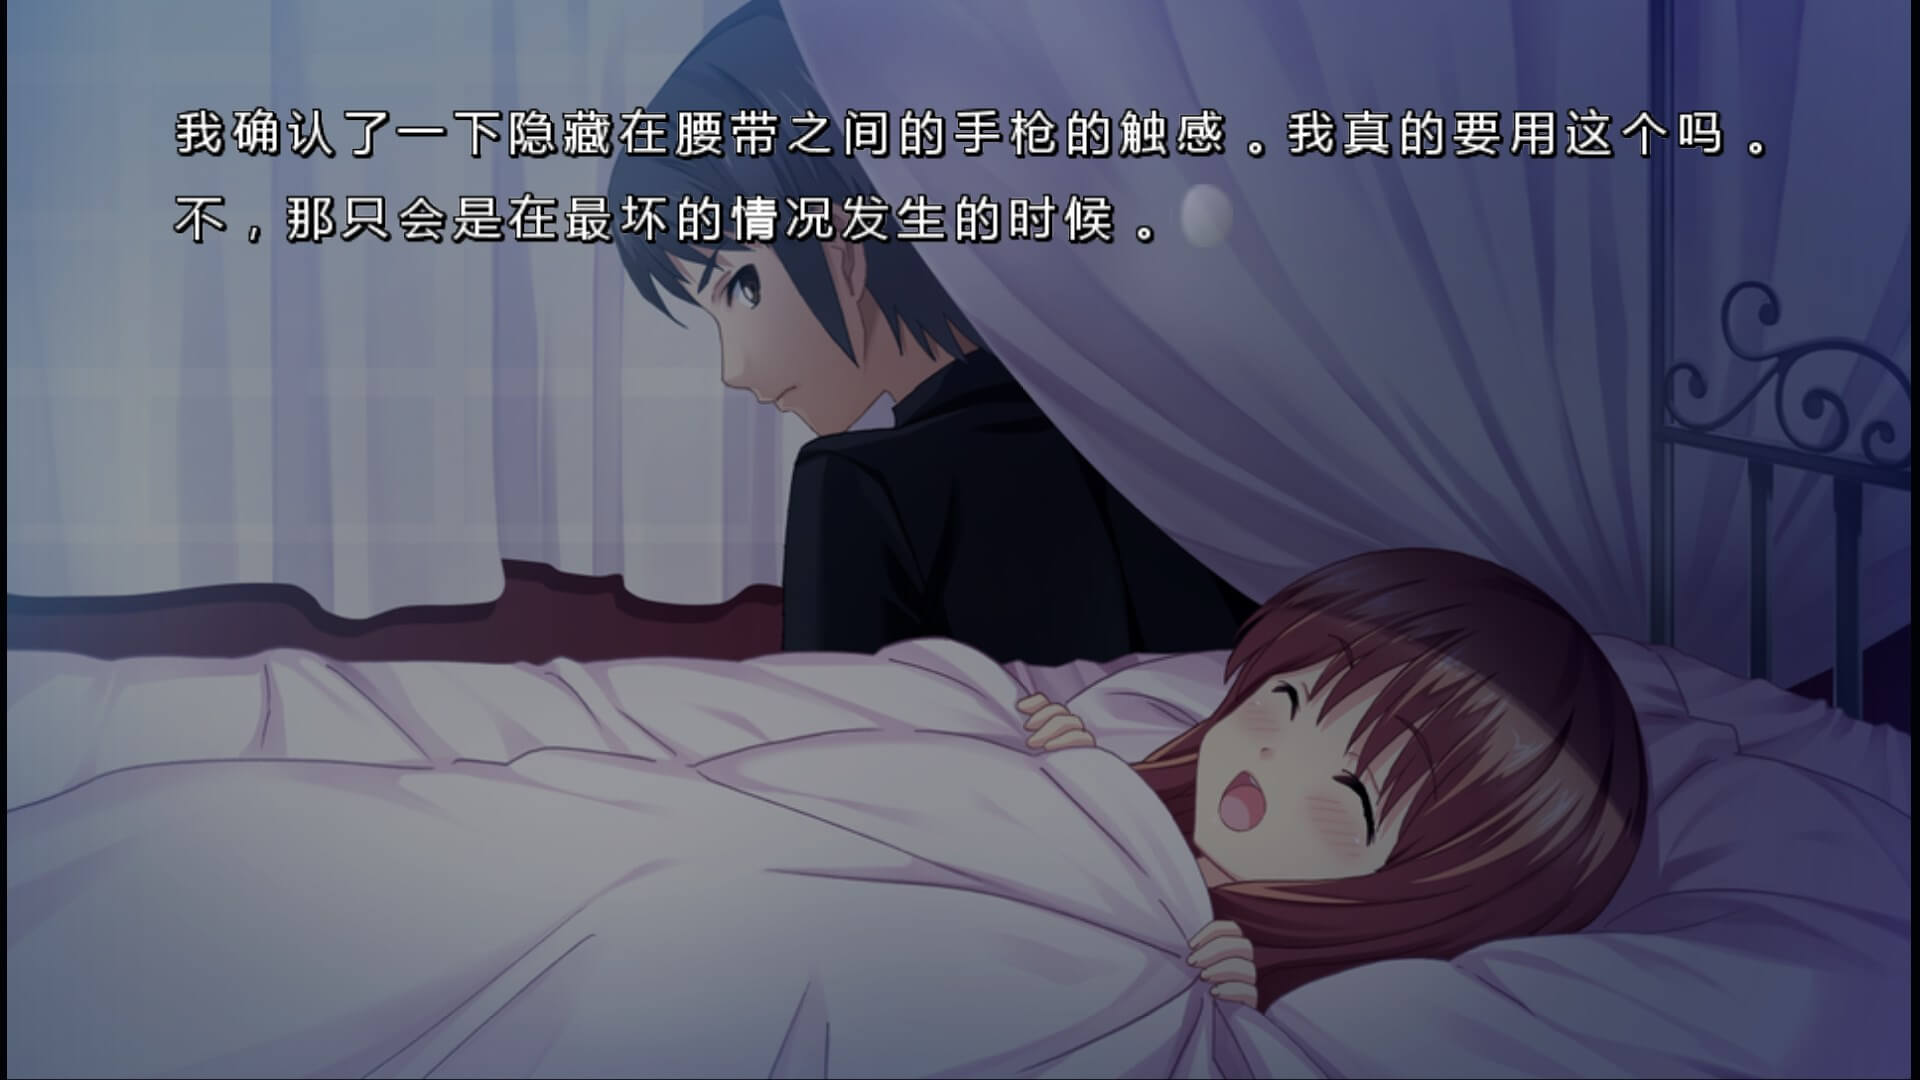 我确认了一下隐藏在腰带之间的手枪的触感。我真的要用这个吗。
不，那只会是在最坏的情况发生的时候。